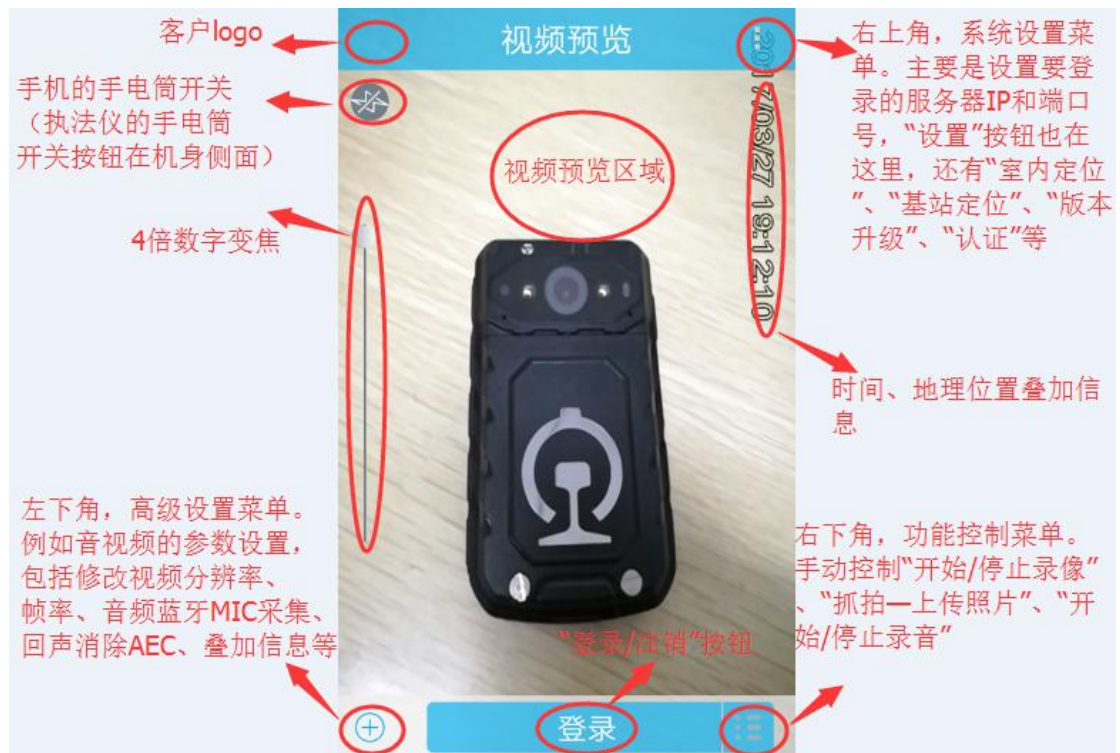 客户logo
视频预览
手机的手电筒开关
（执法仪的手电筒
开关按钮在机身侧面）
4倍数字变焦
视频预览区域
2017/03/27 19:12:10
右上角，系统设置菜
单。主要是设置要登
录的服务器IP和端口
号，“设置”按钮也在
这里，还有“室内定位
”、“基站定位”、“版本
升级”、“认证”等
时间、地理位置叠加信
息
左下角，高级设置菜单。
例如音视频的参数设置，
包括修改视频分辨率、
帧率、音频蓝牙MIC采集、
回声消除AEC、叠加信息等
右下角，功能控制菜单。
手动控制“开始/停止录像”
、“抓拍—上传照片”、“开
始/停止录音”
“登录/注销”按钮
登录